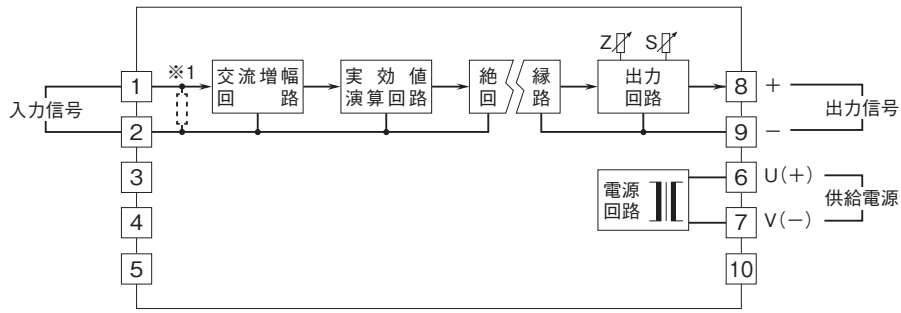 Z S
※1
交流増幅
回 路
実 効 値
演算回路
絶 縁
回 路
出力
回路
入力信号
1
2
3
4
5
8 +
9 −
出力信号
電源
回路
6 U(+)
7 V(−)
供給電源
10